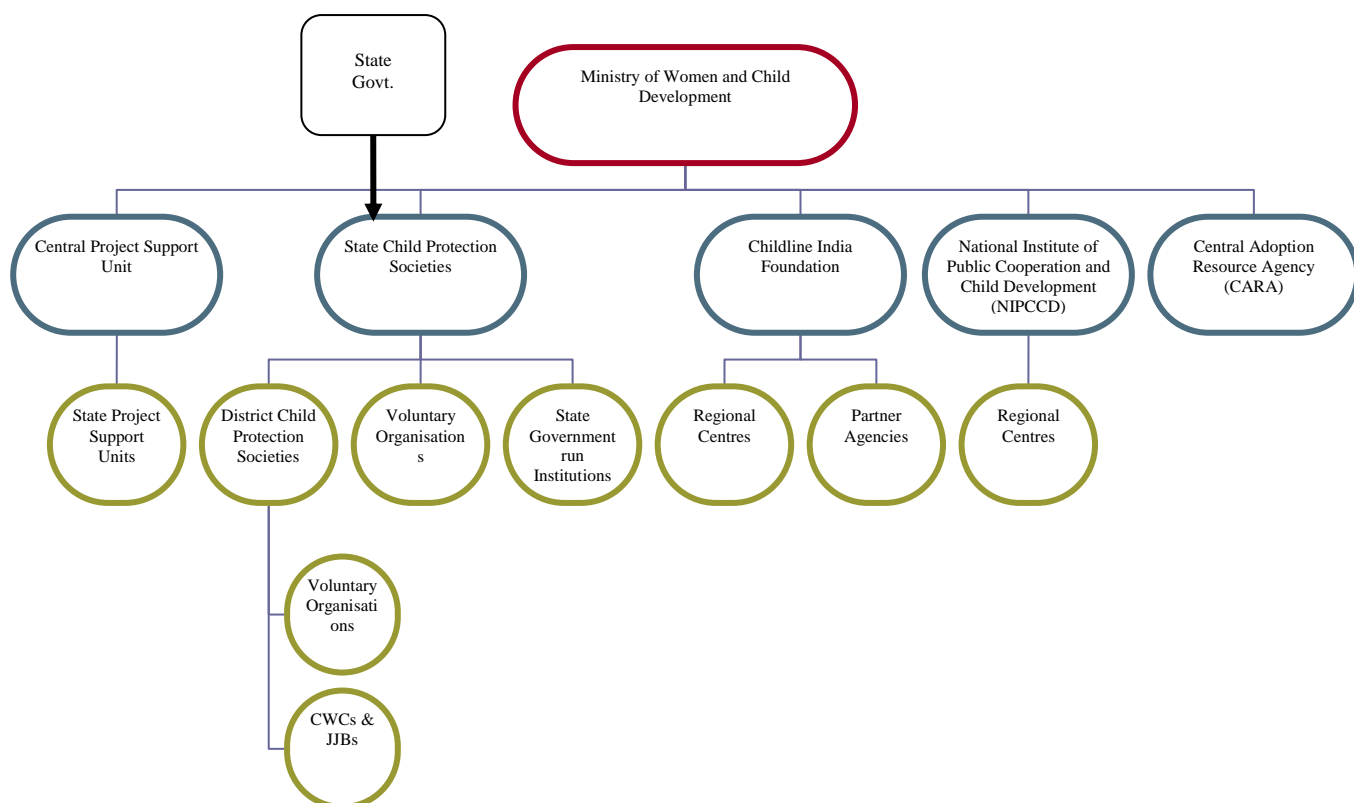 State
Govt.
Ministry of Women and Child
Development
Central Project Support
Unit
State Child Protection
Societies
Childline India
Foundation
National Institute of
Public Cooperation and
Child Development
(NIPCCD)
Central Adoption
Resource Agency
(CARA)
State Project
Support
Units
District Child
Protection
Societies
Voluntary
Organisation
s
State
Government
run
Institutions
Regional
Centres
Partner
Agencies
Regional
Centres
Voluntary
Organisati
ons
CWCs &
JJBs